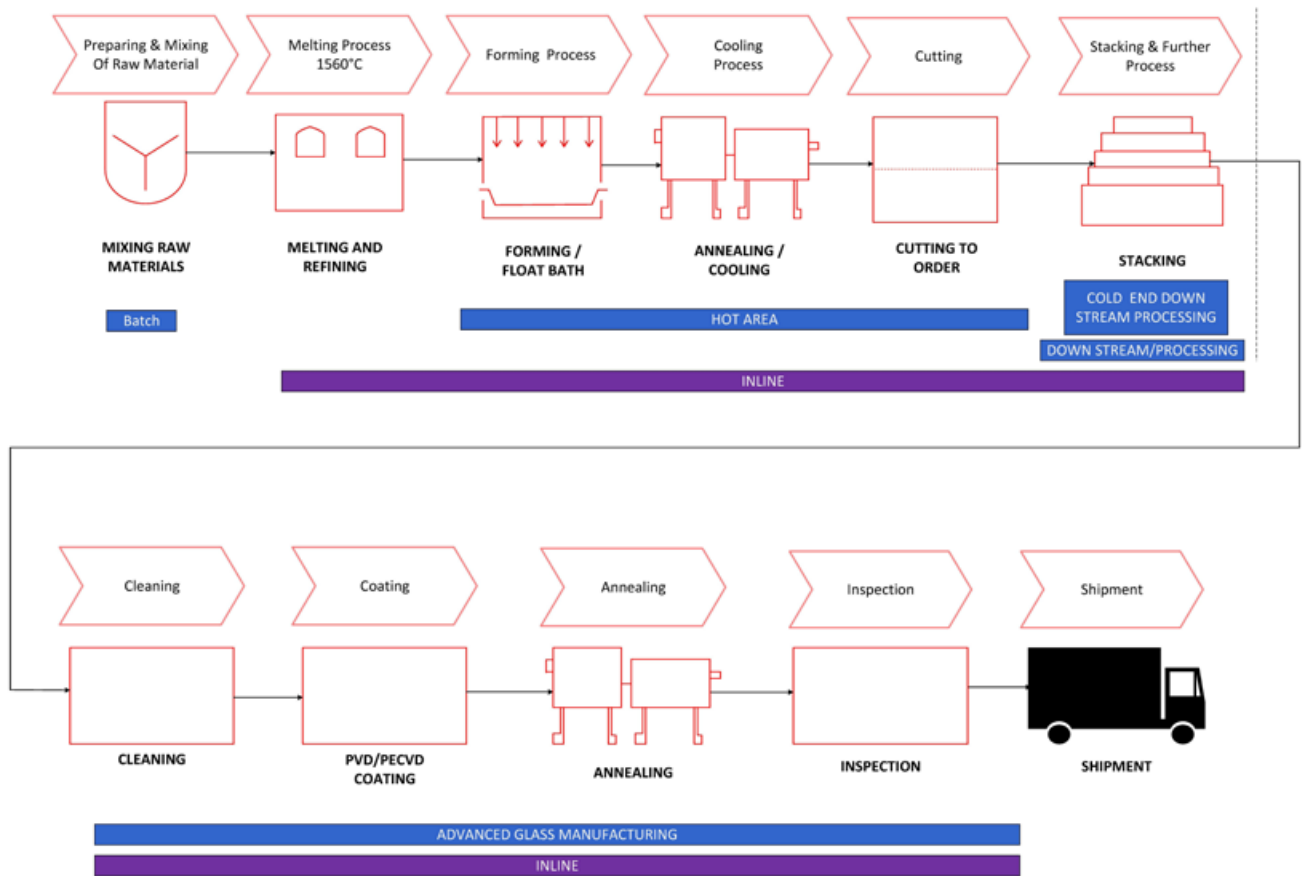 Preparing & Mixing
Of Raw Material
Melting Process
1560°C
Forming  Process
Cooling
Process
Cutting
Stacking & Further
Process
MIXING RAW
MATERIALS
MELTING AND
REFINING
FORMING /
FLOAT BATH
ANNEALING /
COOLING
CUTTING TO
ORDER
STACKING
Batch
HOT AREA
COLD  END DOWN
STREAM PROCESSING
DOWN STREAM/PROCESSING
INLINE
Cleaning
Coating
Annealing
Inspection
Shipment
CLEANING
PVD/PECVD
COATING
ANNEALING
INSPECTION
SHIPMENT
ADVANCED GLASS MANUFACTURING
INLINE